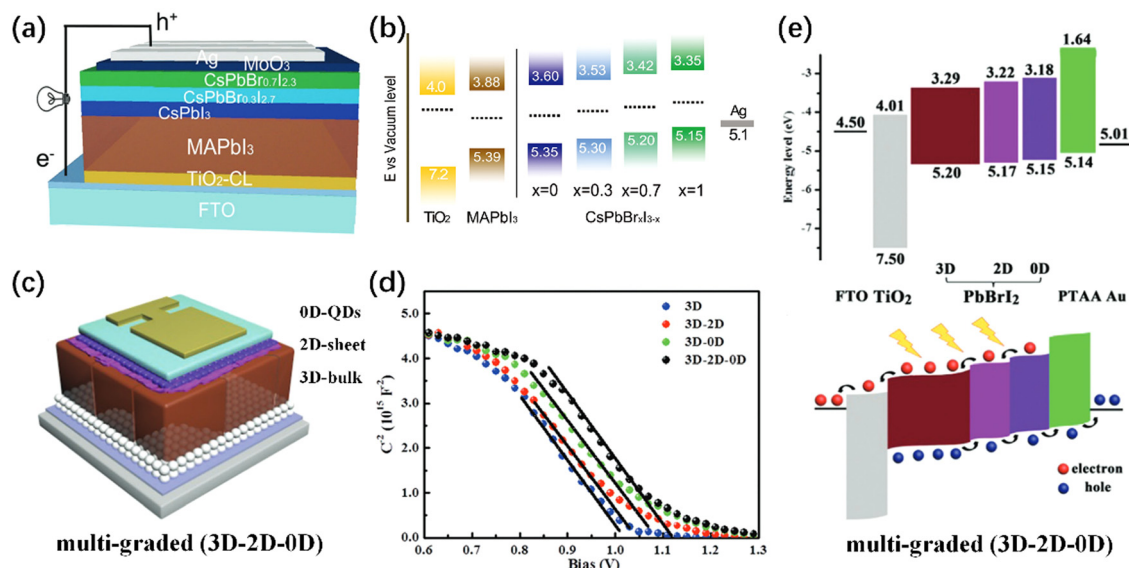 (a)
h⁺
Ag
MoO₃
CsPbBr₀.₇I₂.₃
CsPbBr₀.₃I₂.₇
CsPbI₃
MAPbI₃
e⁻
TiO₂-CL
FTO
(b)
E vs Vacuum level
4.0 3.88 3.60 3.53 3.42 3.35
Ag
5.1
7.2 5.39 5.35 5.30 5.20 5.15
x=0 x=0.3 x=0.7 x=1
TiO₂ MAPbI₃ CsPbBrₓI₃₋ₓ
(c)
0D-QDs
2D-sheet
3D-bulk
multi-graded (3D-2D-0D)
(d)
C⁻² (10¹⁵ F⁻²)
5.0
4.0
3.0
2.0
1.0
0.0
3D
3D-2D
3D-0D
3D-2D-0D
0.6 0.7 0.8 0.9 1.0 1.1 1.2 1.3
Bias (V)
(e)
Energy level (eV)
-3
-4
-5
-6
-7
1.64
3.29 3.22 3.18
4.50 4.01
5.01
5.20 5.17 5.15 5.14
7.50
3D 2D 0D
FTO TiO₂ PbBrI₂ PTAA Au
electron
hole
multi-graded (3D-2D-0D)